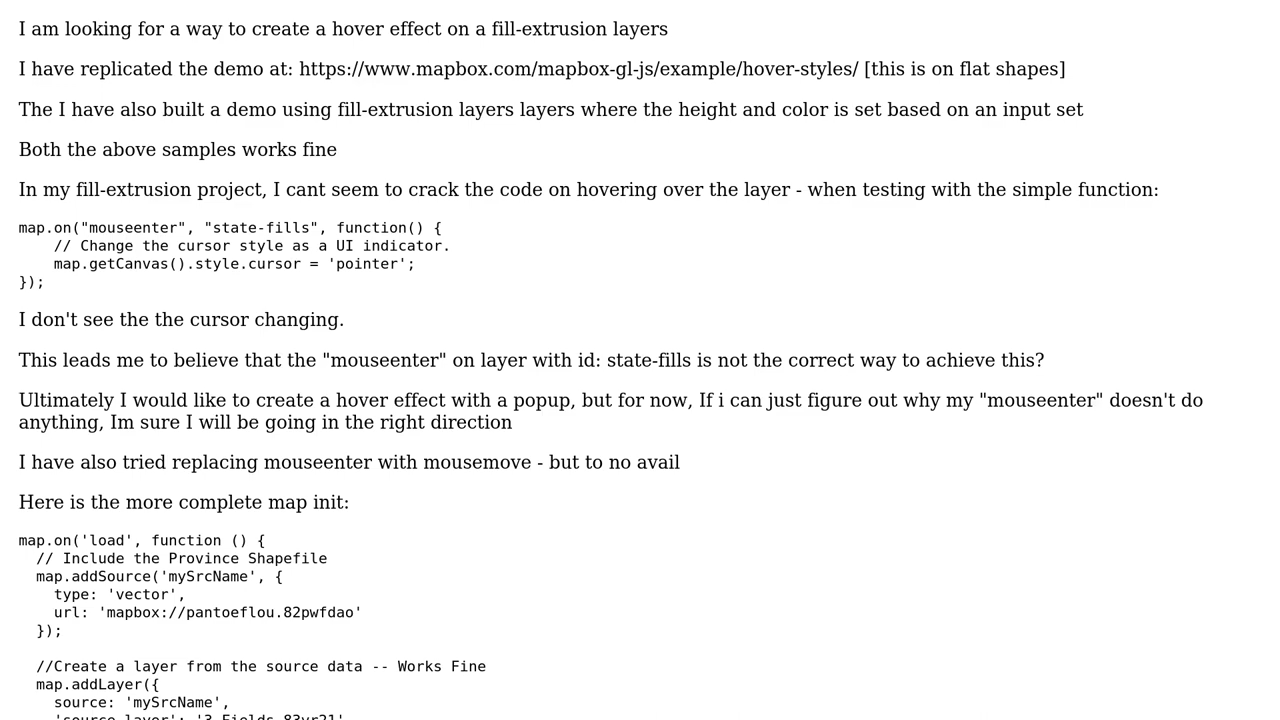 I am looking for a way to create a hover effect on a fill-extrusion layers
I have replicated the demo at: https://www.mapbox.com/mapbox-gl-js/example/hover-styles/ [this is on flat shapes]
The I have also built a demo using fill-extrusion layers layers where the height and color is set based on an input set
Both the above samples works fine
In my fill-extrusion project, I cant seem to crack the code on hovering over the layer - when testing with the simple function:
map.on("mouseenter", "state-fills", function() {
    // Change the cursor style as a UI indicator.
    map.getCanvas().style.cursor = 'pointer';
});
I don't see the the cursor changing.
This leads me to believe that the "mouseenter" on layer with id: state-fills is not the correct way to achieve this?
Ultimately I would like to create a hover effect with a popup, but for now, If i can just figure out why my "mouseenter" doesn't do
anything, Im sure I will be going in the right direction
I have also tried replacing mouseenter with mousemove - but to no avail
Here is the more complete map init:
map.on('load', function () {
  // Include the Province Shapefile
  map.addSource('mySrcName', {
    type: 'vector',
    url: 'mapbox://pantoeflou.82pwfdao'
  });
  //Create a layer from the source data -- Works Fine
  map.addLayer({
    source: 'mySrcName',
    'source-layer': '3_Fields-83yr21'